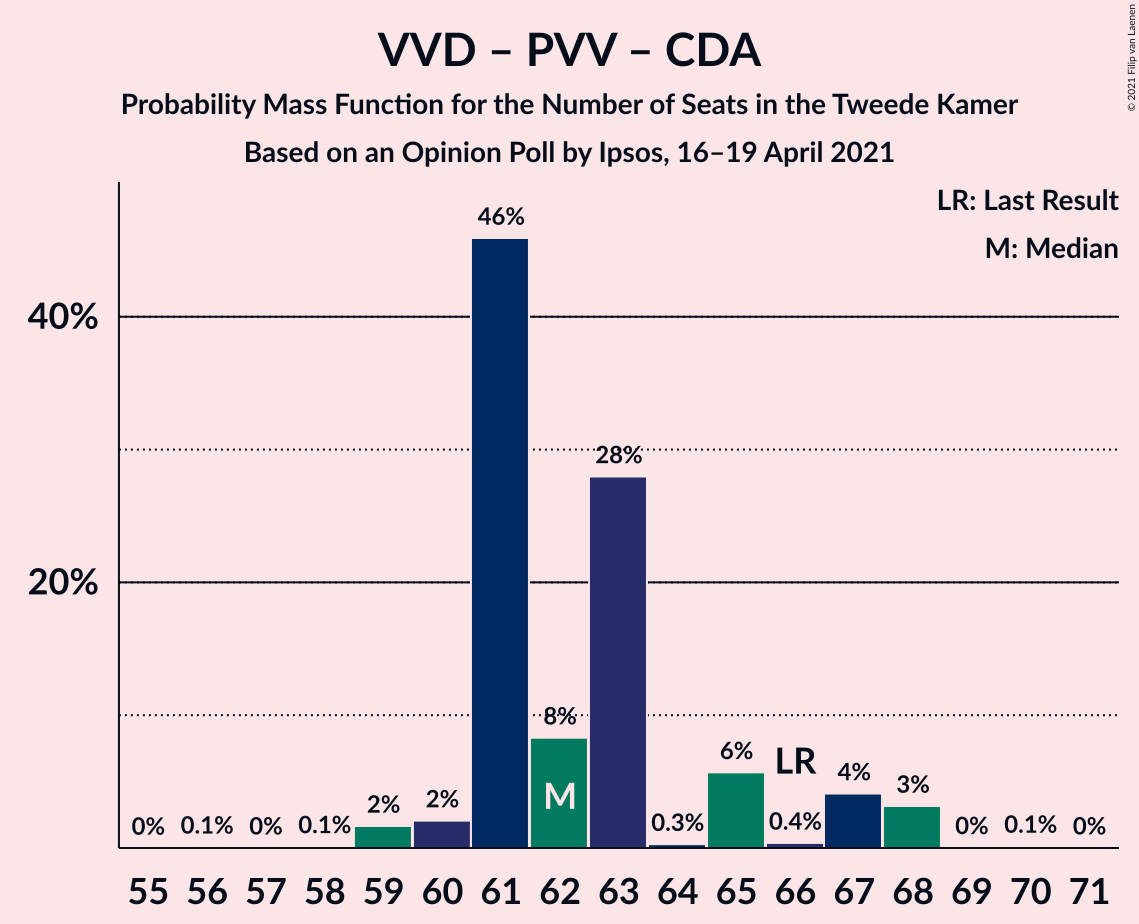 VVD – PVV – CDA
Probability Mass Function for the Number of Seats in the Tweede Kamer
Based on an Opinion Poll by Ipsos, 16–19 April 2021
© 2021 Filip van Laenen
LR: Last Result
M: Median
46%
40%
28%
20%
8%
6%
LR
4%
3%
M
2%
2%
0%
0.1%
0%
0.1%
0.3%
0.4%
0%
0.1%
0%
55 56 57 58 59 60 61 62 63 64 65 66 67 68 69 70 71